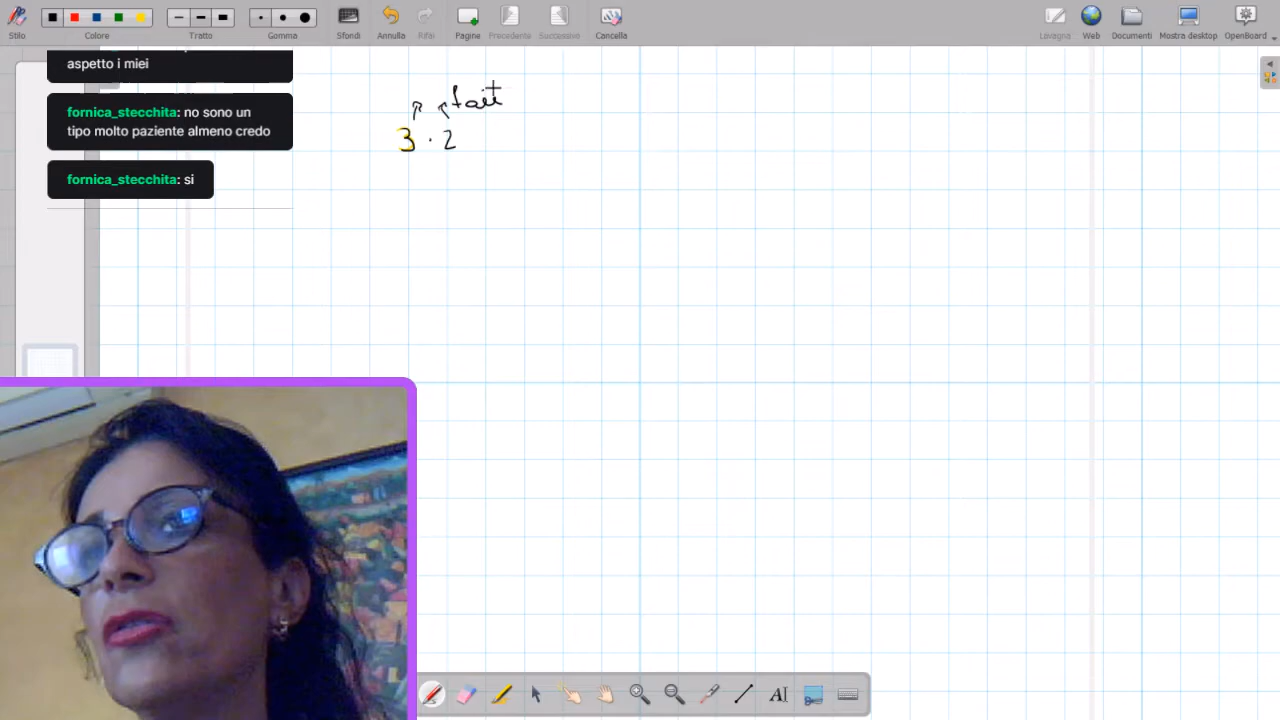 Stilo Colore Tratto Gomma Sfondi Annulla Rifai Pagine Precedente Successivo Cancella Lavagna Web Documenti Mostra desktop OpenBoard
aspetto i miei
fornica_stecchita: no sono un
tipo molto paziente almeno credo
fornica_stecchita: si
3 · 2
AI